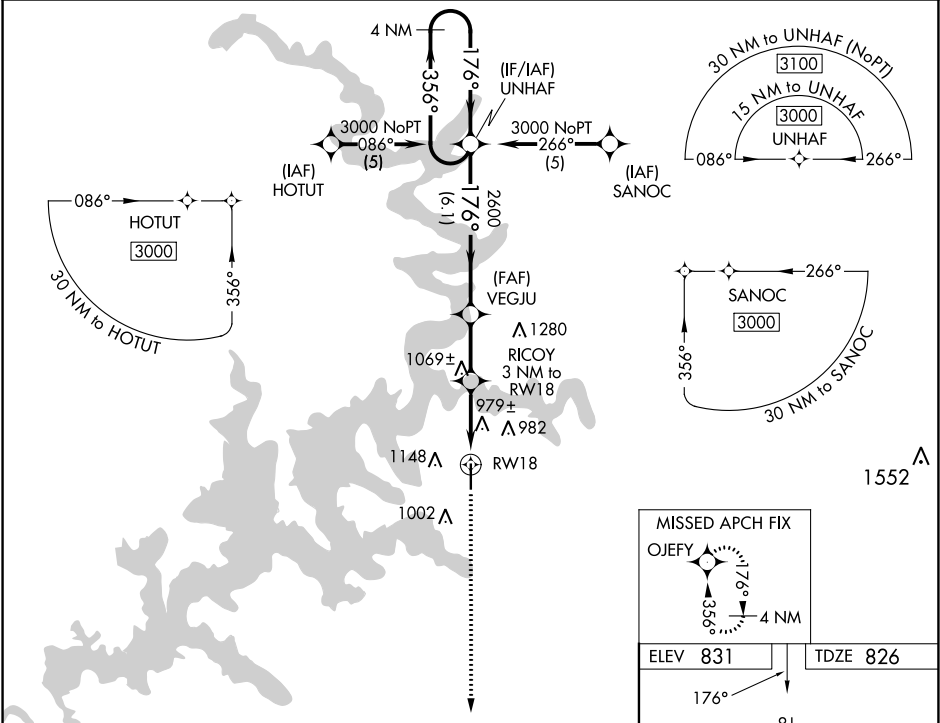 4 NM
176°
356°
(IF/IAF)
UNHAF
3000 NoPT
086°
(5)
(IAF)
HOTUT
3000 NoPT
266°
(5)
(IAF)
SANOC
30 NM to UNHAF (NoPT)
3100
15 NM to UNHAF
3000
UNHAF
086°
266°
086°
HOTUT
3000
356°
30 NM to HOTUT
2600
176°
(6.1)
(FAF)
VEGJU
1280
1069±
RICOY
3 NM to
RW18
979±
982
1148
RW18
1002
266°
SANOC
3000
356°
30 NM to SANOC
1552
MISSED APCH FIX
OJEFY
176°
356°
4 NM
ELEV 831
TDZE 826
176°